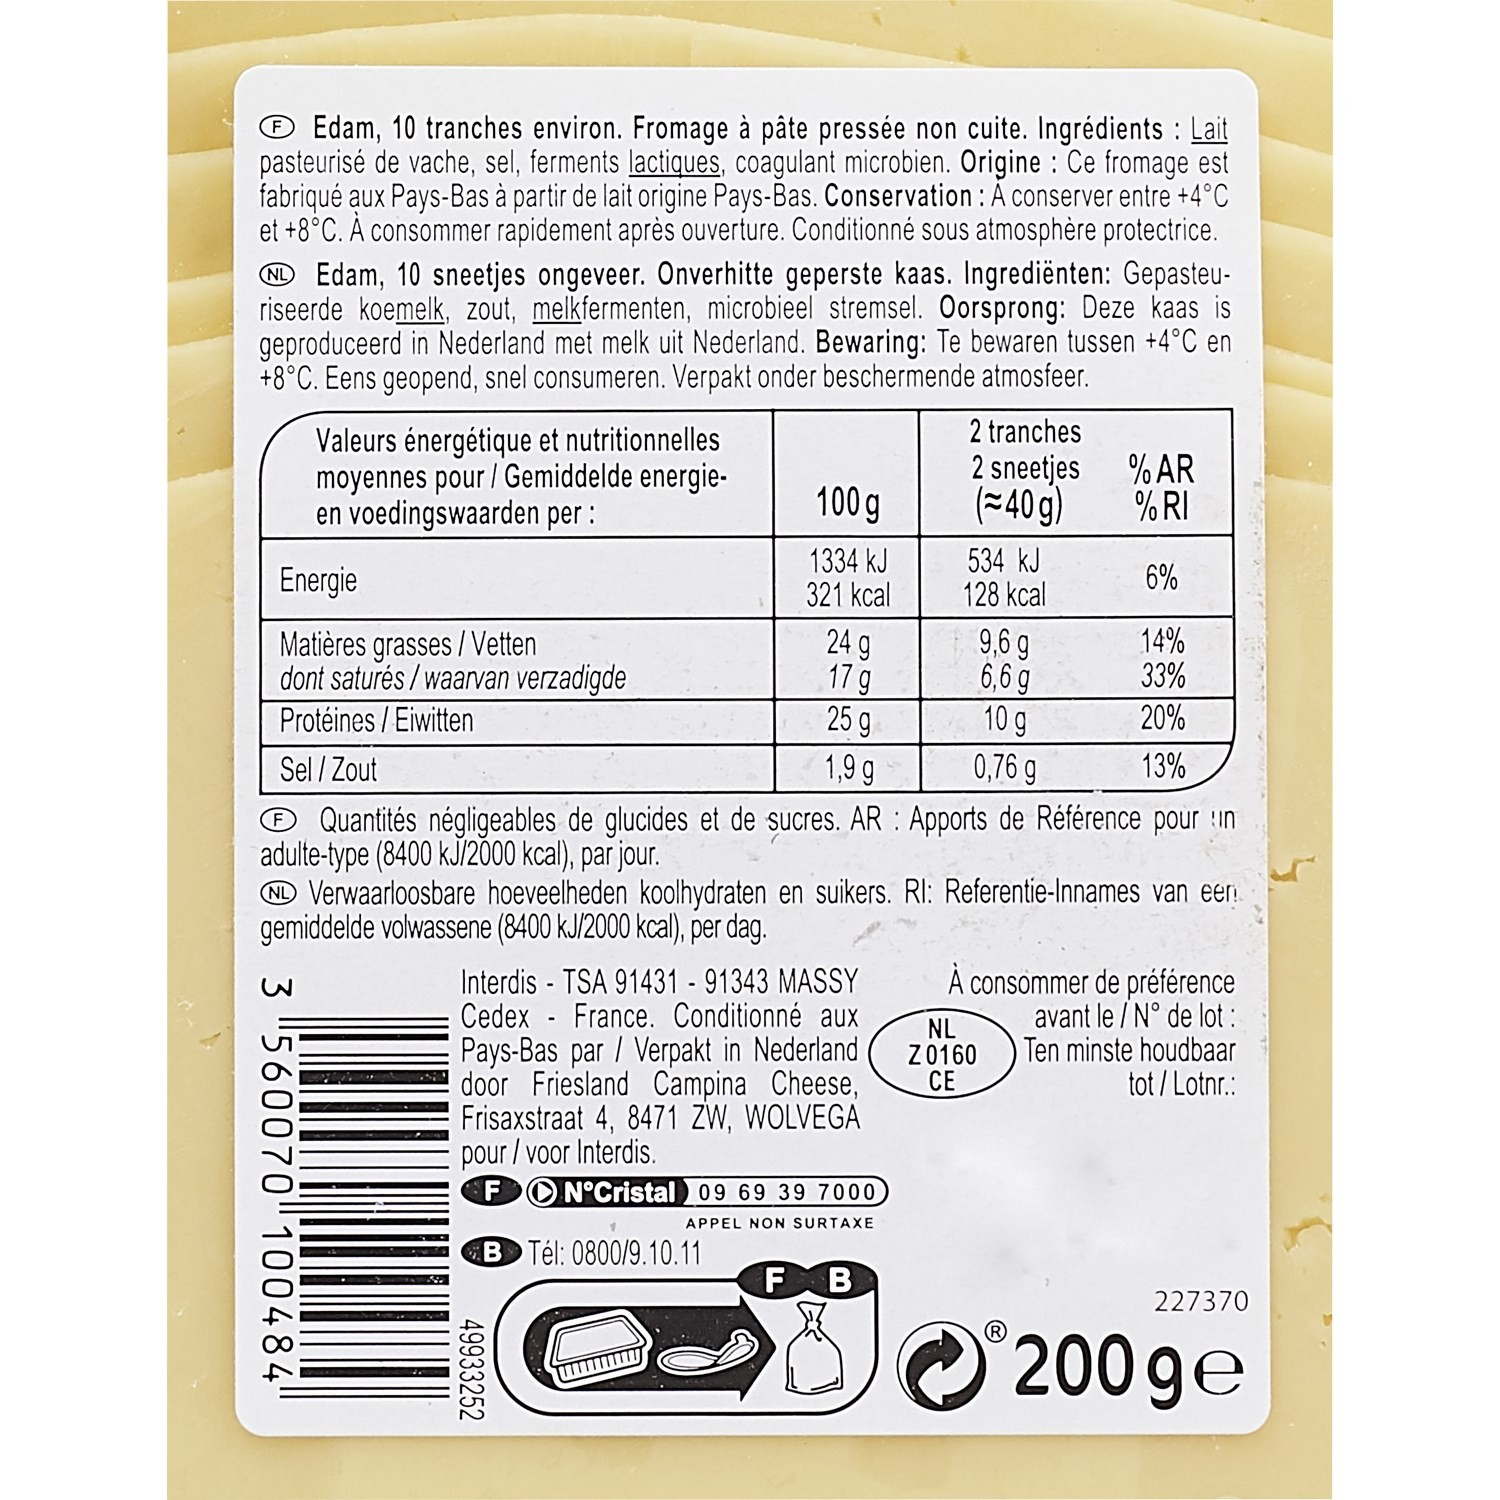 F Edam, 10 tranches environ. Fromage à pâte pressée non cuite. Ingrédients : Lait
pasteurisé de vache, sel, ferments lactiques, coagulant microbien. Origine : Ce fromage est
fabriqué aux Pays-Bas à partir de lait origine Pays-Bas. Conservation : À conserver entre +4°C
et +8°C. À consommer rapidement après ouverture. Conditionné sous atmosphère protectrice.
NL Edam, 10 sneetjes ongeveer. Onverhitte geperste kaas. Ingrediënten: Gepasteu-
riseerde koemelk, zout, melkfermenten, microbieel stremsel. Oorsprong: Deze kaas is
geproduceerd in Nederland met melk uit Nederland. Bewaring: Te bewaren tussen +4°C en
+8°C. Eens geopend, snel consumeren. Verpakt onder beschermende atmosfeer.
Valeurs énergétique et nutritionnelles
moyennes pour / Gemiddelde energie-
en voedingswaarden per :
100 g
2 tranches
2 sneetjes
(≈40 g)
% AR
% RI
Energie
1334 kJ
321 kcal
534 kJ
128 kcal
6%
Matières grasses / Vetten 24 g 9,6 g 14%
dont saturés / waarvan verzadigde 17 g 6,6 g 33%
Protéines / Eiwitten 25 g 10 g 20%
Sel / Zout 1,9 g 0,76 g 13%
F Quantités négligeables de glucides et de sucres. AR : Apports de Référence pour un
adulte-type (8400 kJ/2000 kcal), par jour.
NL Verwaarloosbare hoeveelheden koolhydraten en suikers. RI: Referentie-Innames van een
gemiddelde volwassene (8400 kJ/2000 kcal), per dag.
3 560070 100484
Interdis - TSA 91431 - 91343 MASSY
Cedex - France. Conditionné aux
Pays-Bas par / Verpakt in Nederland
door Friesland Campina Cheese,
Frisaxstraat 4, 8471 ZW, WOLVEGA
pour / voor Interdis.
NL
Z 0160
CE
À consommer de préférence
avant le / N° de lot :
Ten minste houdbaar
tot / Lotnr.:
F N°Cristal 09 69 39 7000
APPEL NON SURTAXE
B Tél: 0800/9.10.11
F B
49933252
227370
® 200 g e